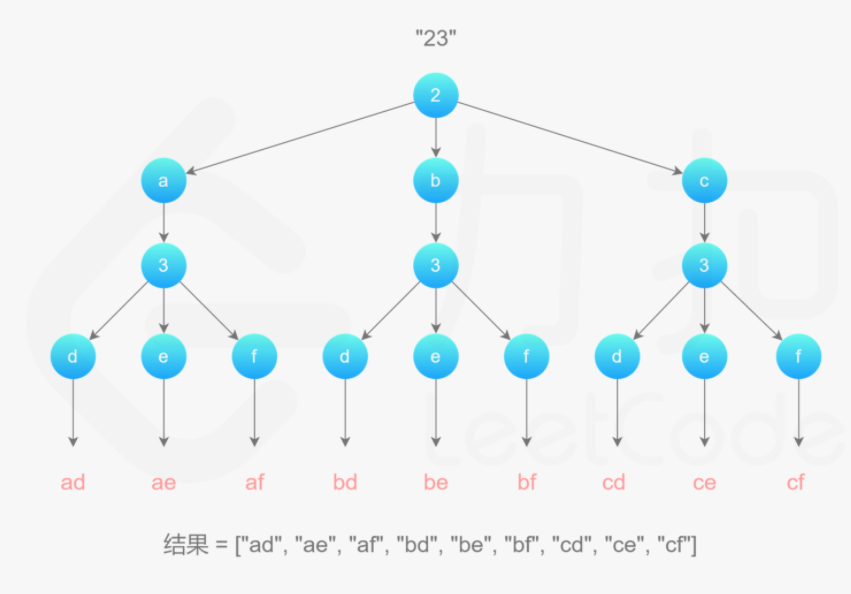 "23"
2
a b c
3 3 3
d e f d e f d e f
力扣
LeetCode
ad ae af bd be bf cd ce cf
结果 = ["ad", "ae", "af", "bd", "be", "bf", "cd", "ce", "cf"]